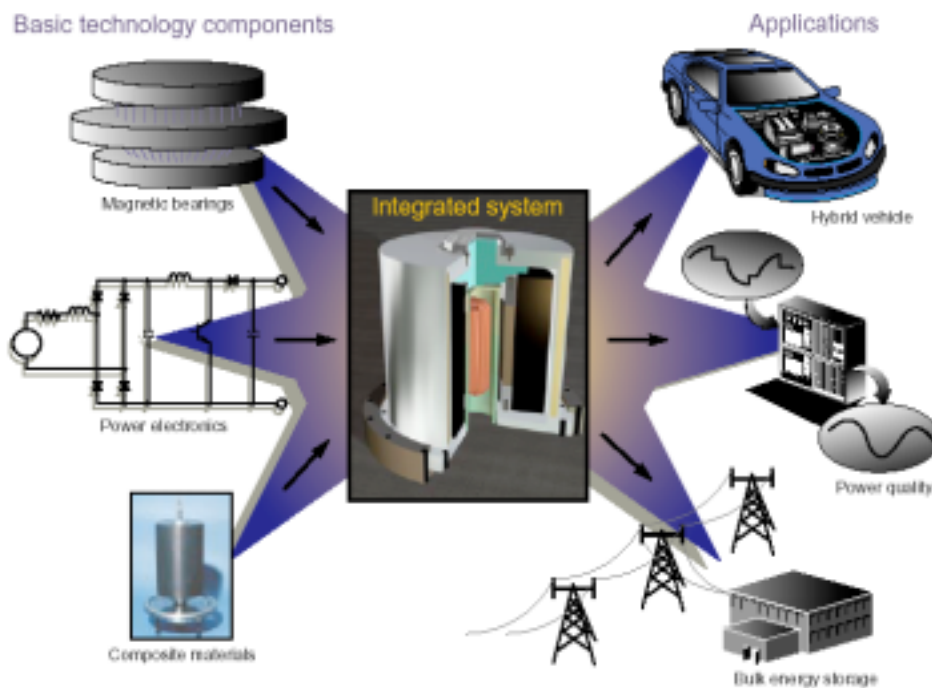 Basic technology components
Applications
Magnetic bearings
Integrated system
Hybrid vehicle
Power electronics
Power quality
Composite materials
Bulk energy storage